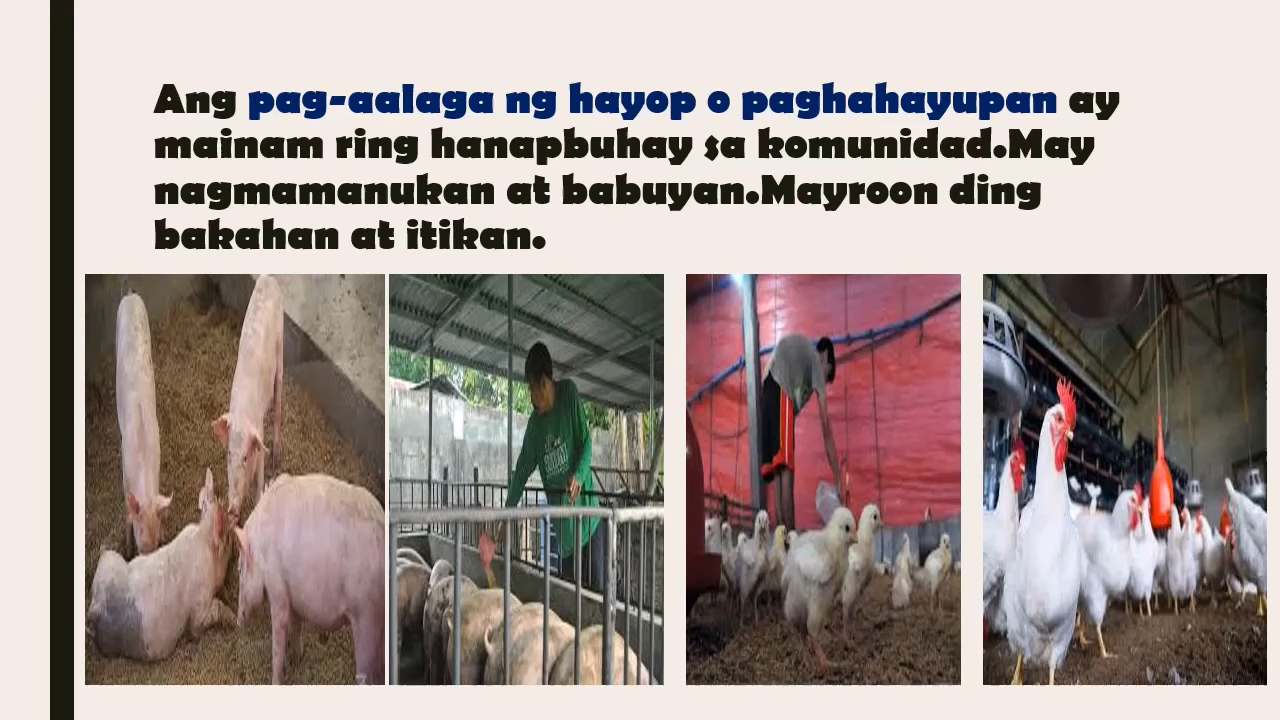 Ang pag-aalaga ng hayop o paghahayupan ay
mainam ring hanapbuhay sa komunidad.May
nagmamanukan at babuyan.Mayroon ding
bakahan at itikan.